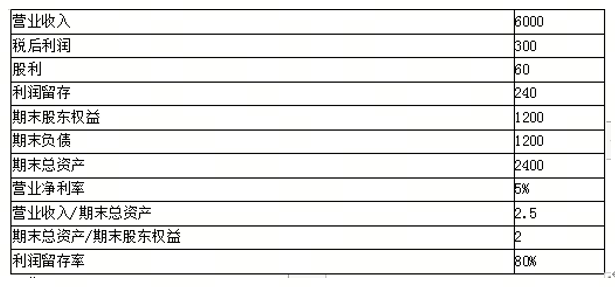 营业收入 6000
税后利润 300
股利 60
利润留存 240
期末股东权益 1200
期末负债 1200
期末总资产 2400
营业净利率 5%
营业收入/期末总资产 2.5
期末总资产/期末股东权益 2
利润留存率 80%